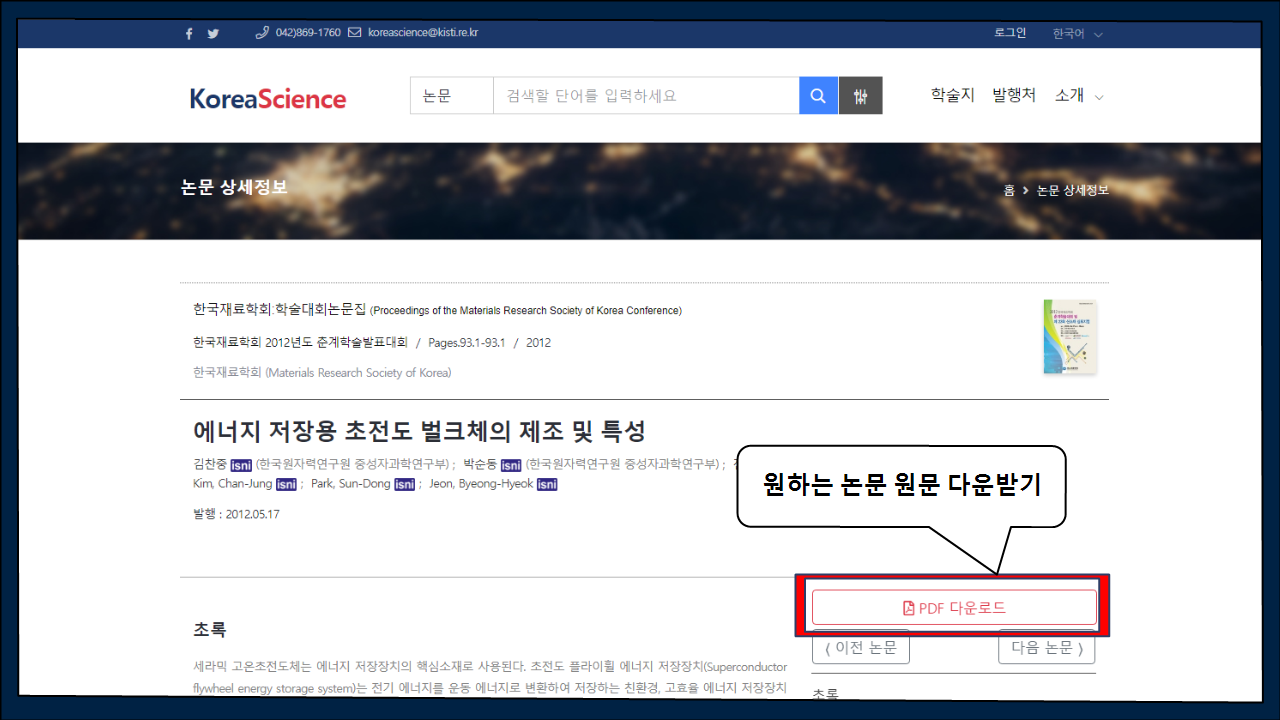 042)869-1760 koreascience@kisti.re.kr 로그인 한국어
KoreaScience 논문 검색할 단어를 입력하세요 학술지 발행처 소개
논문 상세정보 홈 > 논문 상세정보
한국재료학회:학술대회논문집 (Proceedings of the Materials Research Society of Korea Conference)
한국재료학회 2012년도 춘계학술발표대회 / Pages.93.1-93.1 / 2012
한국재료학회 (Materials Research Society of Korea)
에너지 저장용 초전도 벌크체의 제조 및 특성
김찬중 isni (한국원자력연구원 중성자과학연구부) ; 박순동 isni (한국원자력연구원 중성자과학연구부) ;
Kim, Chan-Jung isni ; Park, Sun-Dong isni ; Jeon, Byeong-Hyeok isni
원하는 논문 원문 다운받기
발행 : 2012.05.17
PDF 다운로드
초록
⟨ 이전 논문 다음 논문 ⟩
세라믹 고온초전도체는 에너지 저장장치의 핵심소재로 사용된다. 초전도 플라이휠 에너지 저장장치(Superconductor
flywheel energy storage system)는 전기 에너지를 운동 에너지로 변환하여 저장하는 친환경, 고효율 에너지 저장장치
초록